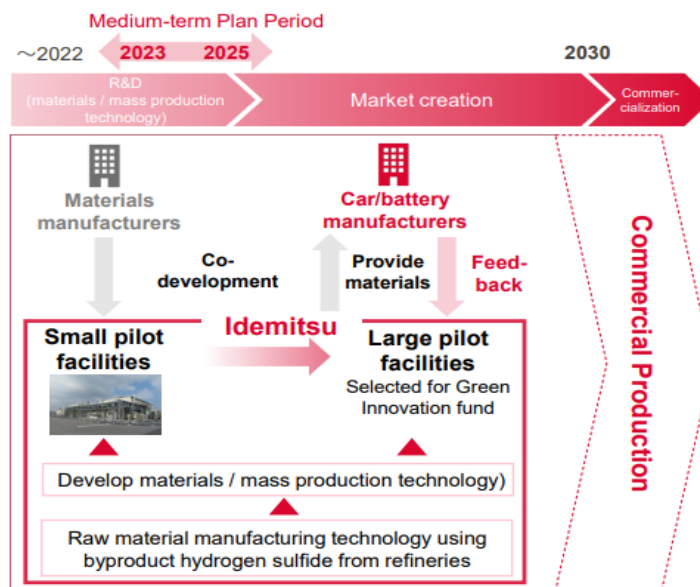 Medium-term Plan Period
～2022
2023
2025
2030
R&D
(materials / mass production
technology)
Market creation
Commer-
cialization
Materials
manufacturers
Car/battery
manufacturers
Co-
development
Provide
materials
Feed-
back
Idemitsu
Small pilot
facilities
Large pilot
facilities
Selected for Green
Innovation fund
Develop materials / mass production technology)
Raw material manufacturing technology using
byproduct hydrogen sulfide from refineries
Commercial Production